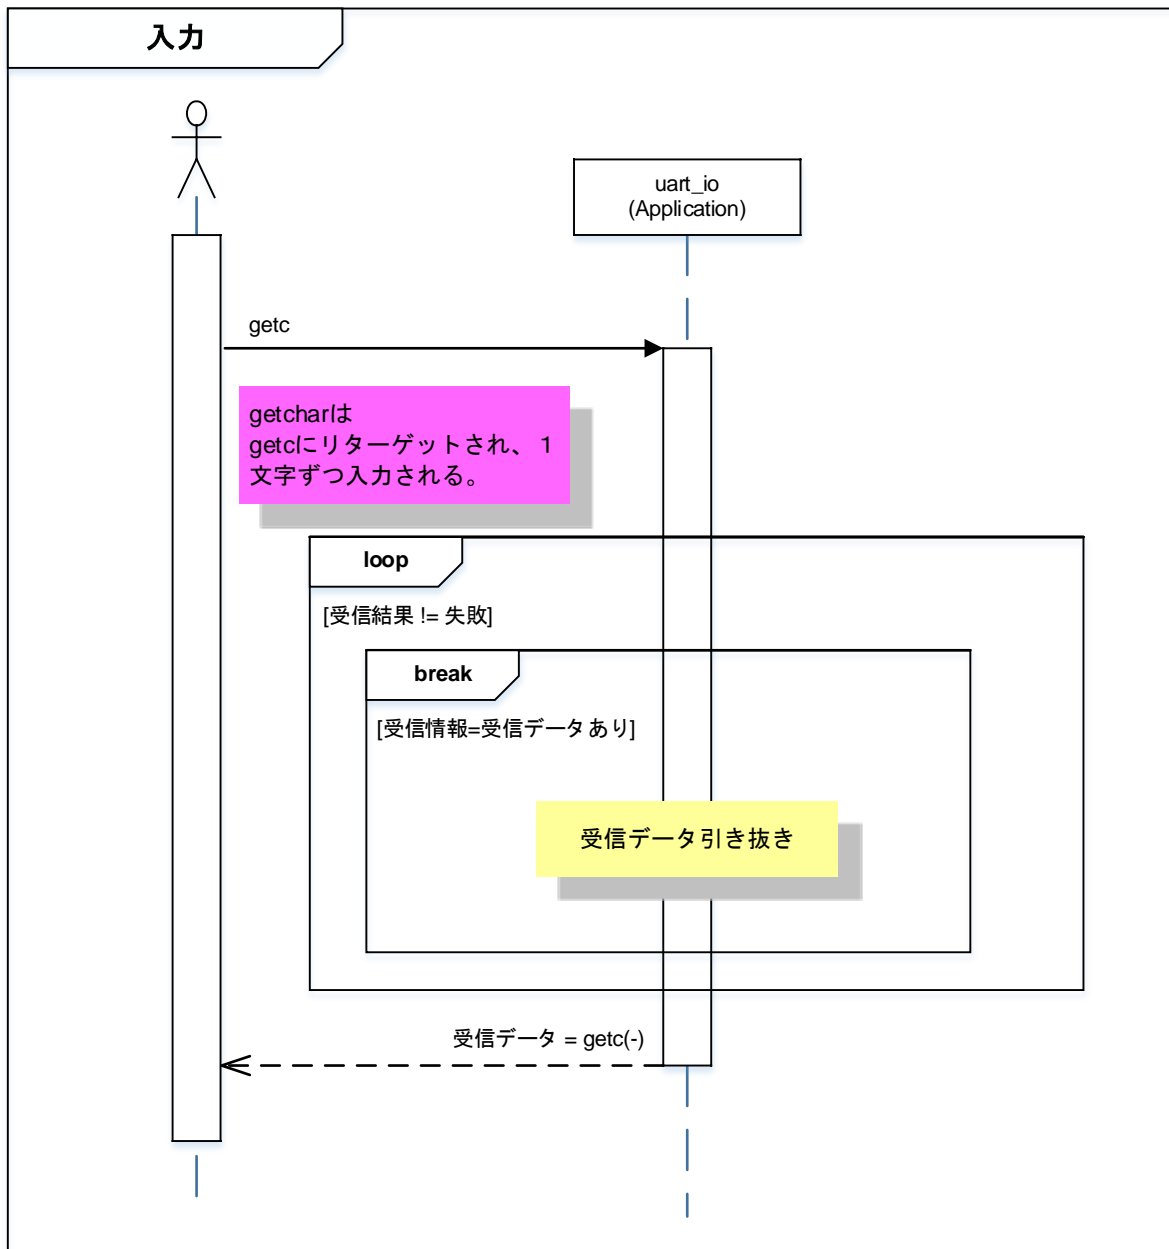 入力
uart_io
(Application)
getc
getcharは
getcにリターゲットされ、１
文字ずつ入力される。
loop
[受信結果 != 失敗]
break
[受信情報=受信データあり]
受信データ引き抜き
受信データ = getc(-)